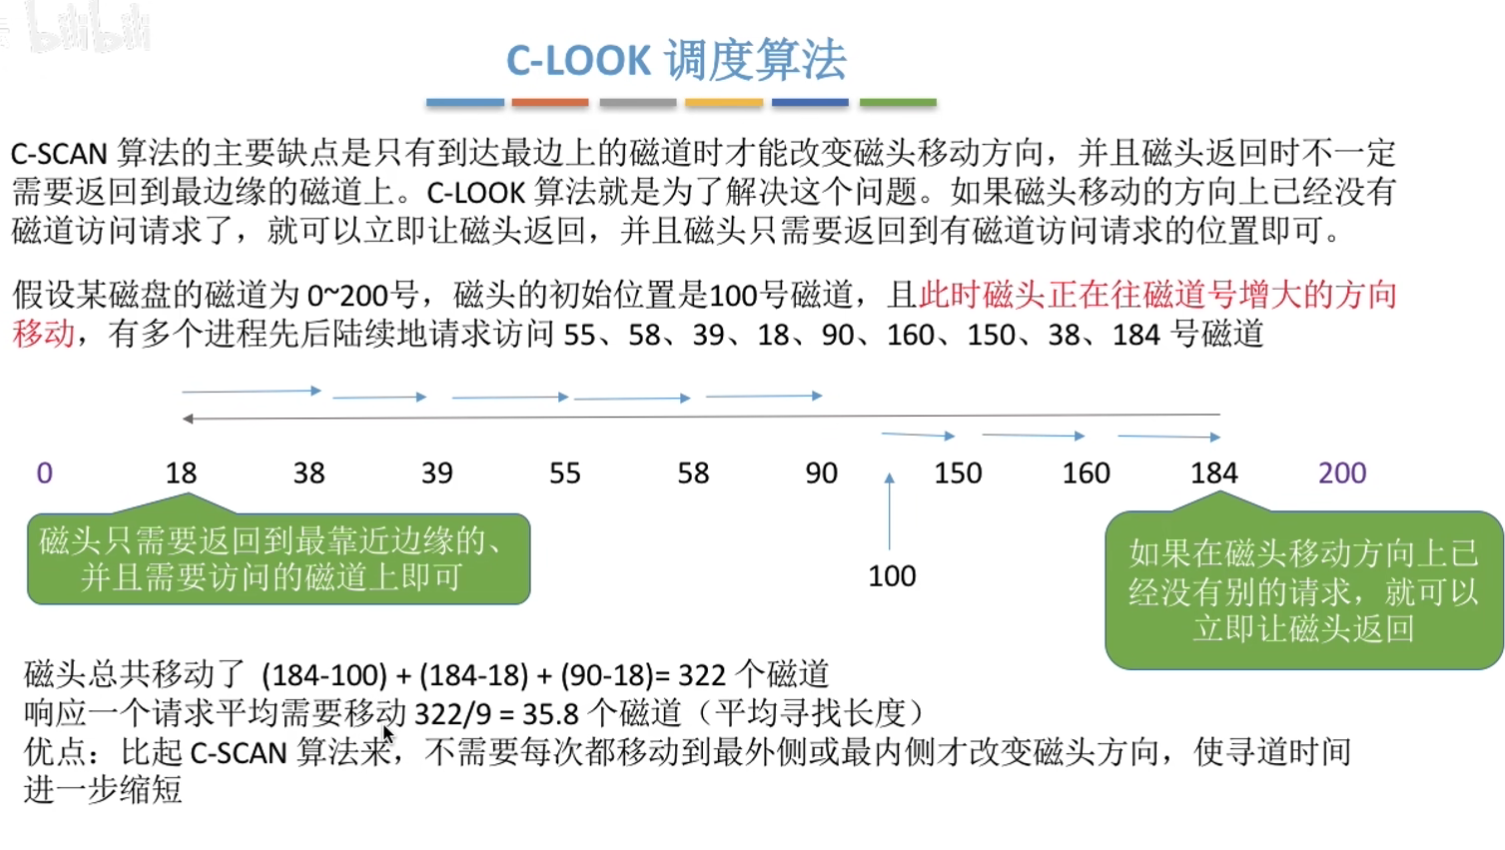 bilibili
C-LOOK 调度算法
C-SCAN 算法的主要缺点是只有到达最边上的磁道时才能改变磁头移动方向，并且磁头返回时不一定
需要返回到最边缘的磁道上。C-LOOK 算法就是为了解决这个问题。如果磁头移动的方向上已经没有
磁道访问请求了，就可以立即让磁头返回，并且磁头只需要返回到有磁道访问请求的位置即可。
假设某磁盘的磁道为 0~200号，磁头的初始位置是100号磁道，且此时磁头正在往磁道号增大的方向
移动，有多个进程先后陆续地请求访问 55、58、39、18、90、160、150、38、184 号磁道
0 18 38 39 55 58 90 150 160 184 200
100
磁头只需要返回到最靠近边缘的、
并且需要访问的磁道上即可
如果在磁头移动方向上已
经没有别的请求，就可以
立即让磁头返回
磁头总共移动了 (184-100) + (184-18) + (90-18)= 322 个磁道
响应一个请求平均需要移动 322/9 = 35.8 个磁道（平均寻找长度）
优点：比起 C-SCAN 算法来，不需要每次都移动到最外侧或最内侧才改变磁头方向，使寻道时间
进一步缩短